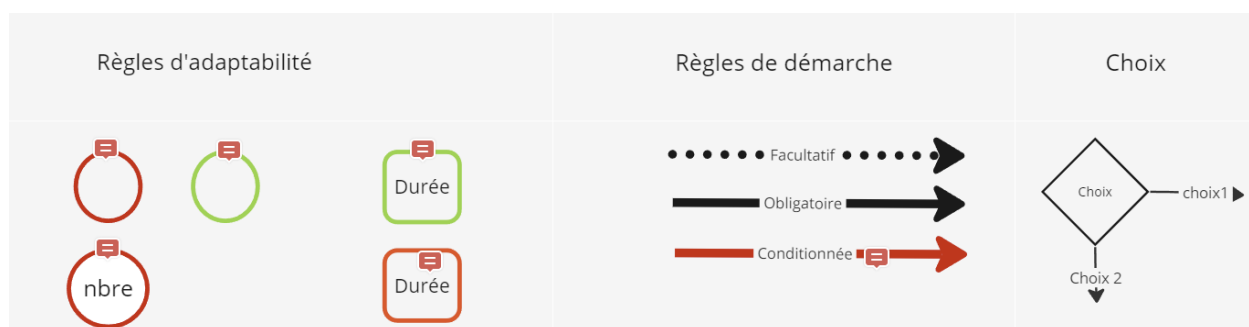 Règles d'adaptabilité
Règles de démarche
Choix
Durée
nbre
Durée
Facultatif
Obligatoire
Conditionnée
Choix
choix1
Choix 2